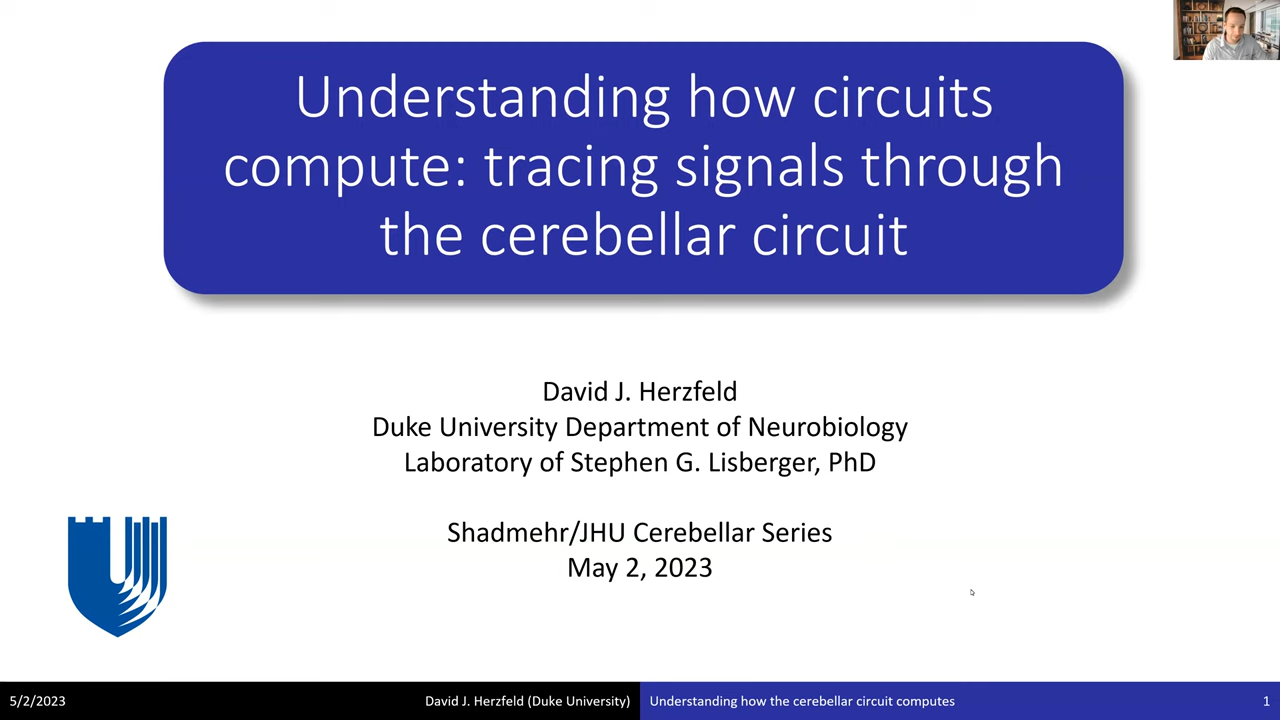 Understanding how circuits
compute: tracing signals through
the cerebellar circuit
David J. Herzfeld
Duke University Department of Neurobiology
Laboratory of Stephen G. Lisberger, PhD
Shadmehr/JHU Cerebellar Series
May 2, 2023
5/2/2023
David J. Herzfeld (Duke University)
Understanding how the cerebellar circuit computes
1